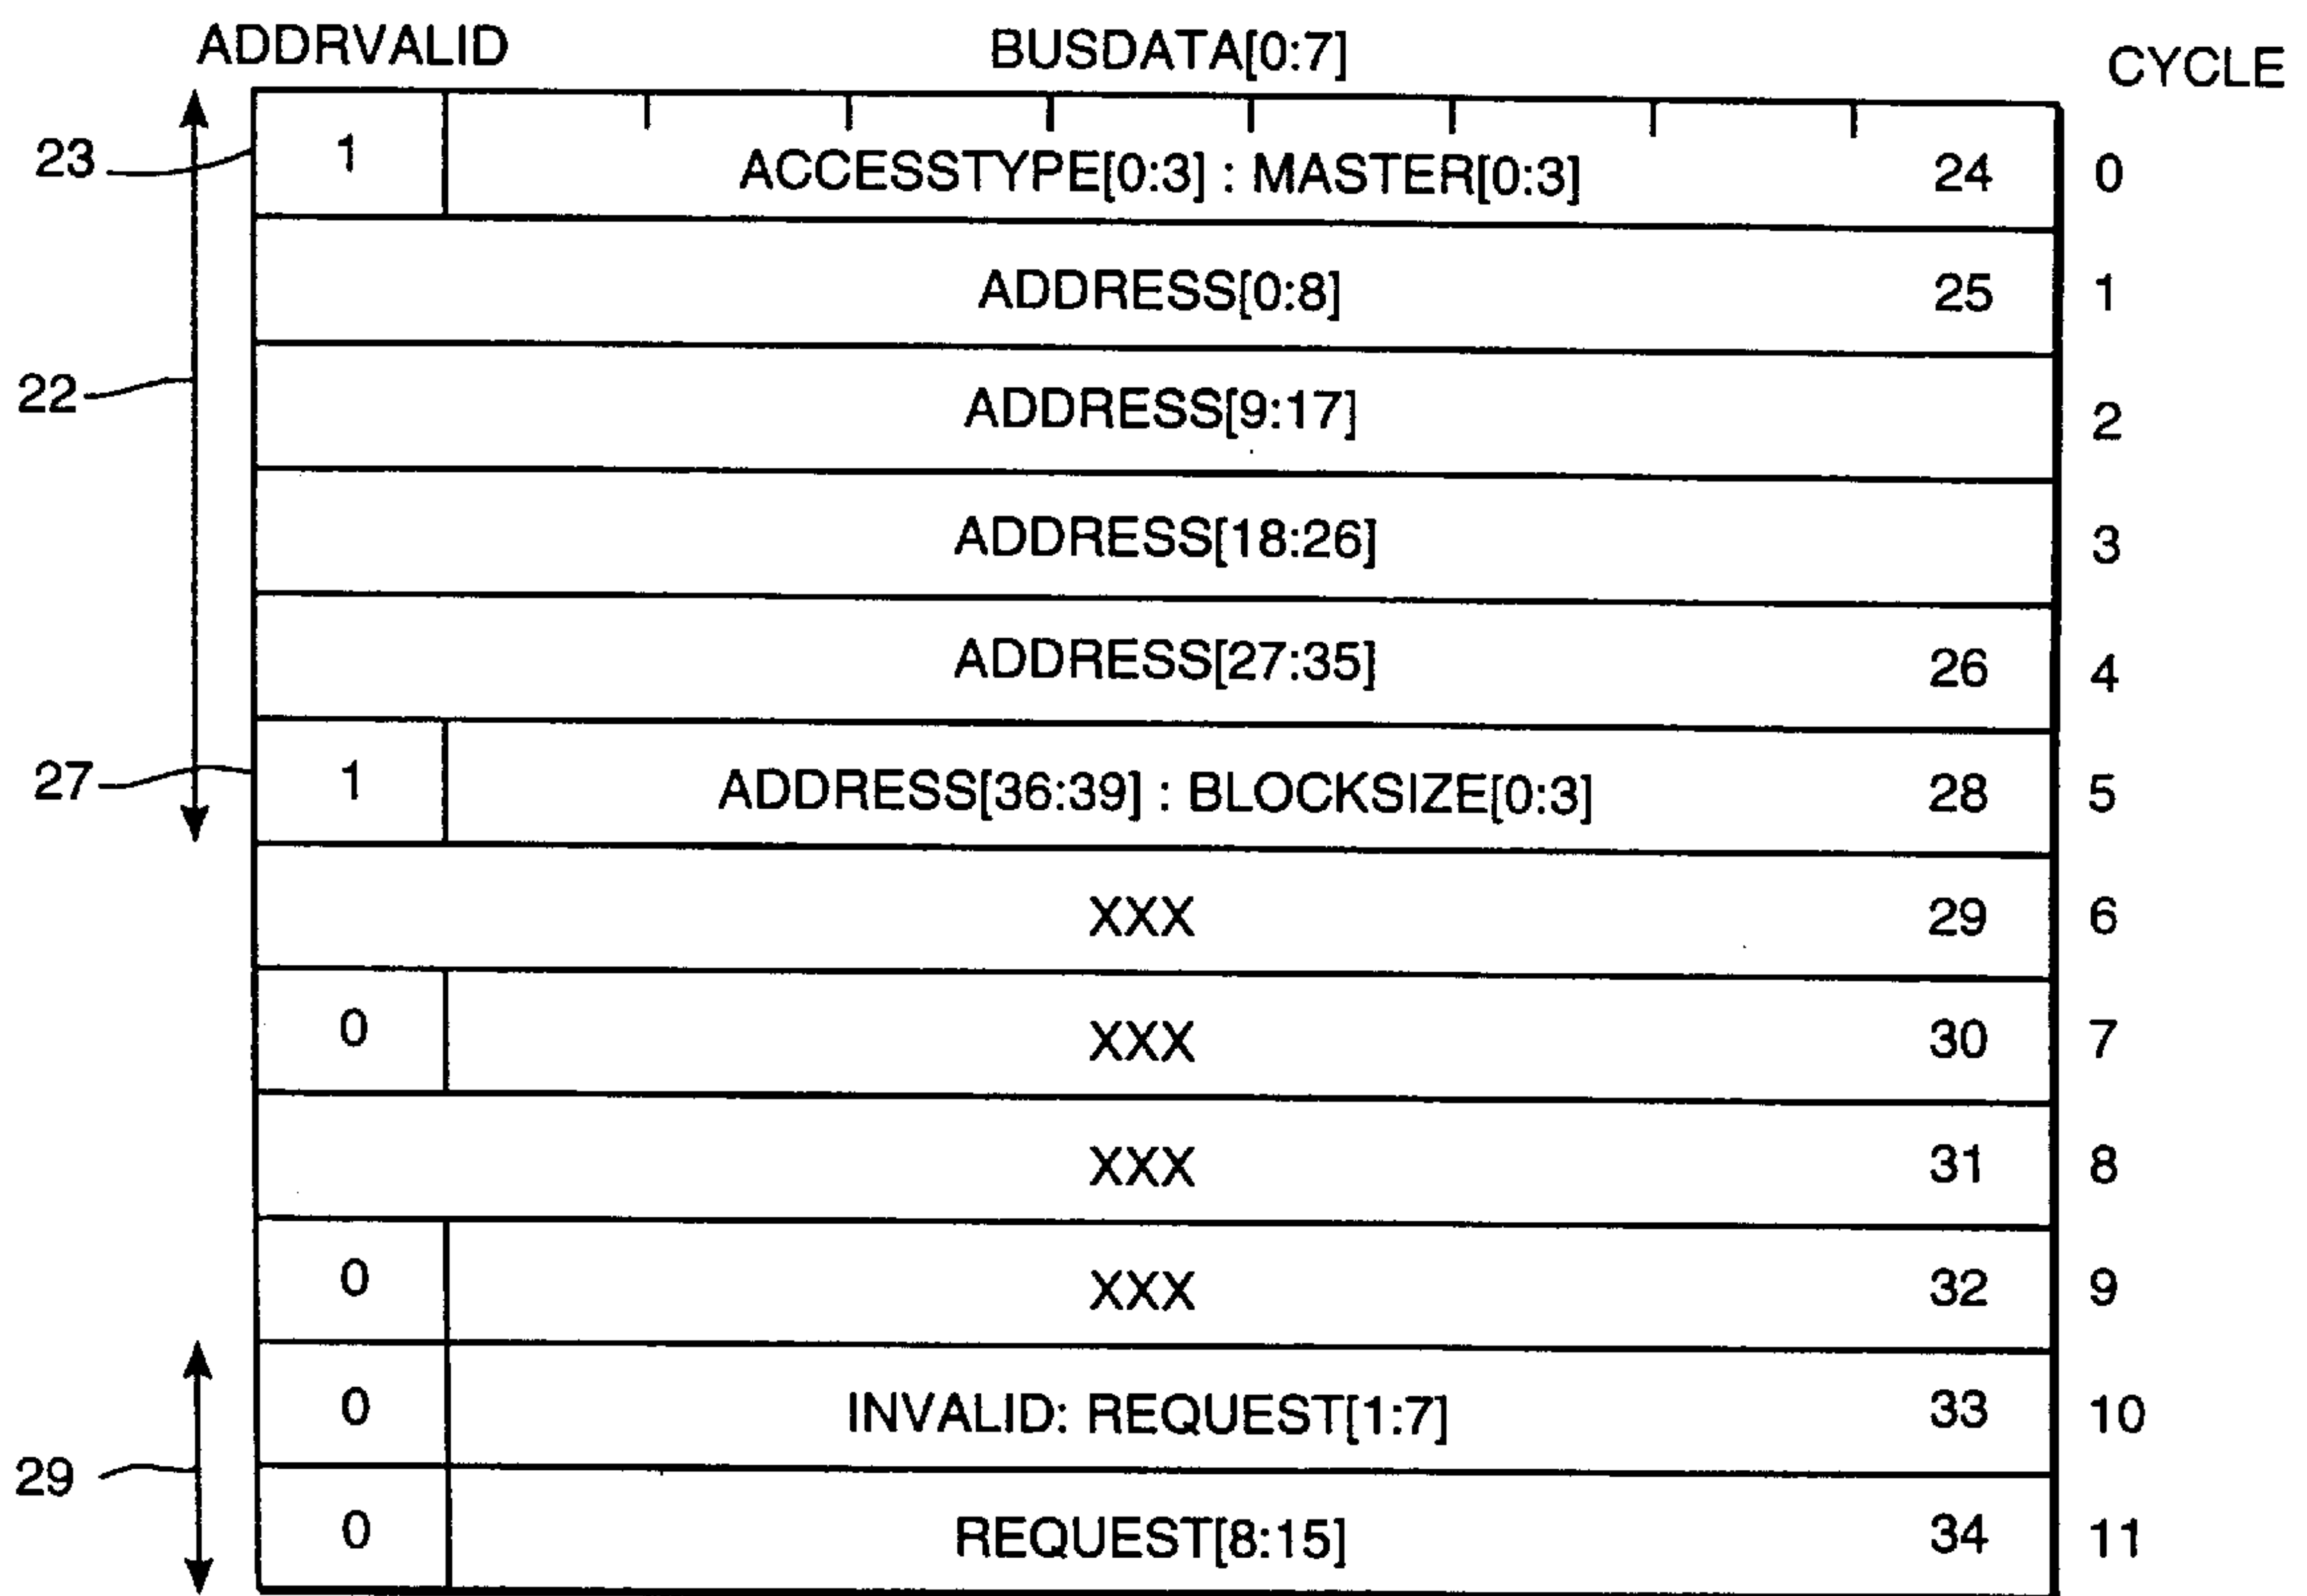 ADDRVALID BUSDATA[0:7] CYCLE
23 1 ACCESSTYPE[0:3] : MASTER[0:3] 24 0
ADDRESS[0:8] 25 1
22 ADDRESS[9:17] 2
ADDRESS[18:26] 3
ADDRESS[27:35] 26 4
27 1 ADDRESS[36:39] : BLOCKSIZE[0:3] 28 5
XXX 29 6
0 XXX 30 7
XXX 31 8
0 XXX 32 9
0 INVALID: REQUEST[1:7] 33 10
29 0 REQUEST[8:15] 34 11